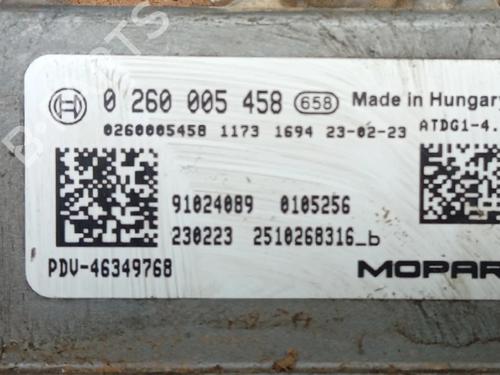 0 260 005 458 658 Made in Hungary
0260005458 1173 1694 23-02-23 ATDG1-4.
91024089 0105256
230223 2510268316_b
PDV-46349768 MOPAR
B-PARTS